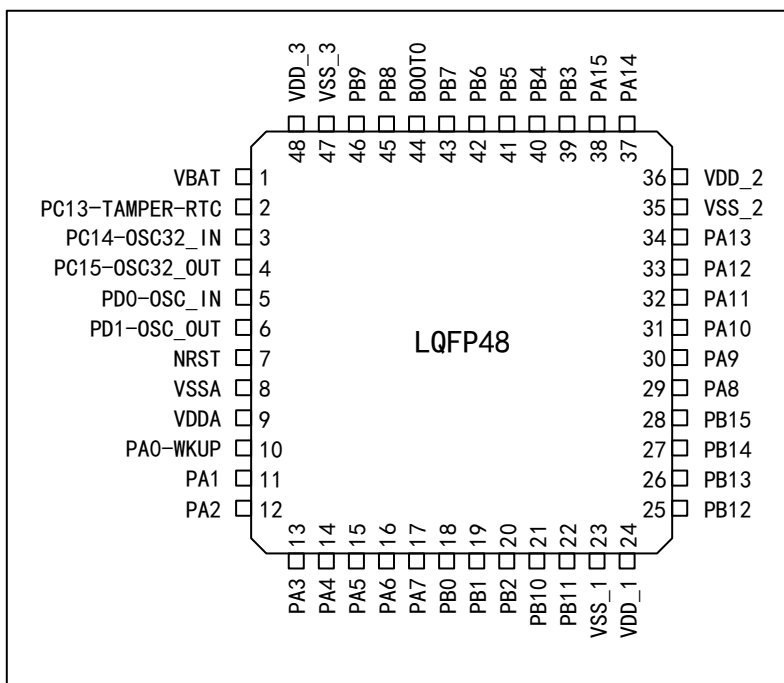 VDD_3
VSS_3
PB9
PB8
BOOT0
PB7
PB6
PB5
PB4
PB3
PA15
PA14
48
47
46
45
44
43
42
41
40
39
38
37
VBAT 1
PC13-TAMPER-RTC 2
PC14-OSC32_IN 3
PC15-OSC32_OUT 4
PD0-OSC_IN 5
PD1-OSC_OUT 6
NRST 7
VSSA 8
VDDA 9
PA0-WKUP 10
PA1 11
PA2 12
LQFP48
36 VDD_2
35 VSS_2
34 PA13
33 PA12
32 PA11
31 PA10
30 PA9
29 PA8
28 PB15
27 PB14
26 PB13
25 PB12
13
14
15
16
17
18
19
20
21
22
23
24
PA3
PA4
PA5
PA6
PA7
PB0
PB1
PB2
PB10
PB11
VSS_1
VDD_1